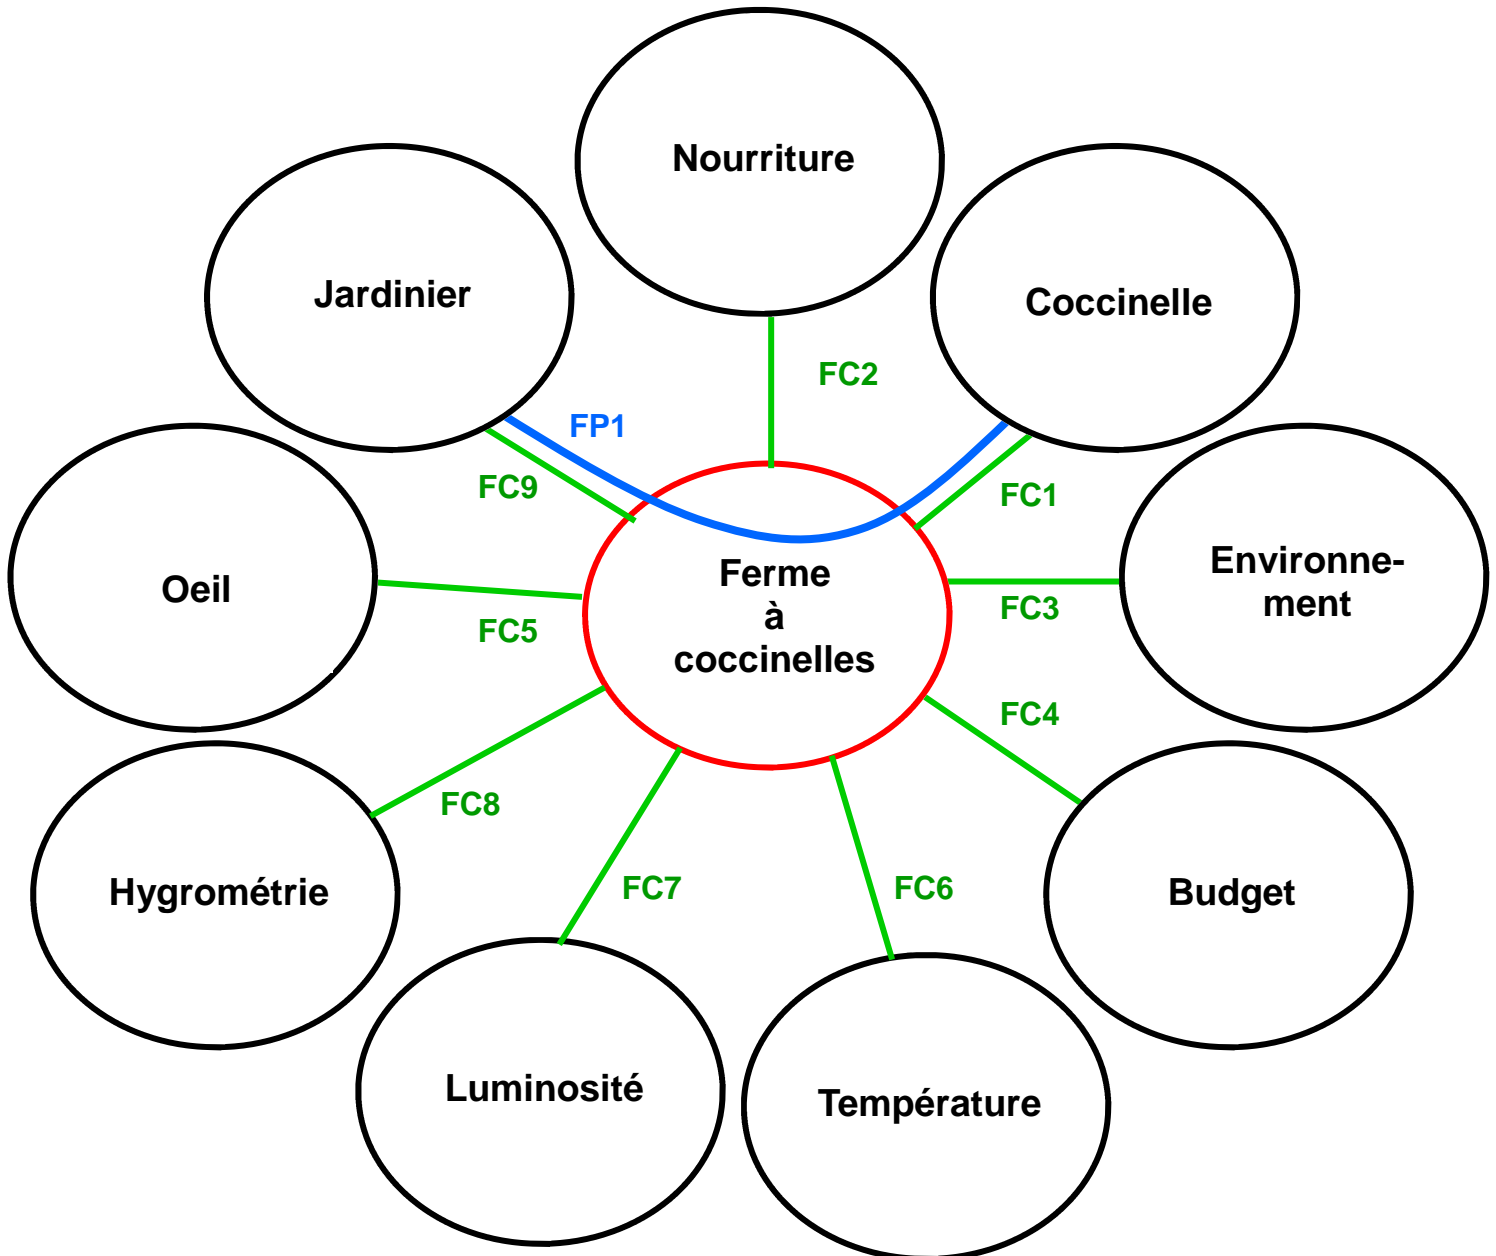 Nourriture
Jardinier
Coccinelle
FC2
FP1
FC9
FC1
Ferme
à
coccinelles
Environne-
ment
Oeil
FC5
FC3
FC4
FC8
FC7
FC6
Hygrométrie
Budget
Luminosité
Température